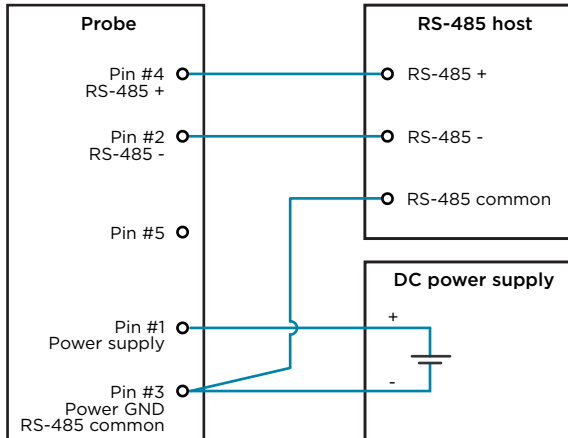 Probe
Pin #4
RS-485 +
Pin #2
RS-485 -
Pin #5
Pin #1
Power supply
Pin #3
Power GND
RS-485 common
RS-485 host
RS-485 +
RS-485 -
RS-485 common
DC power supply
+
-